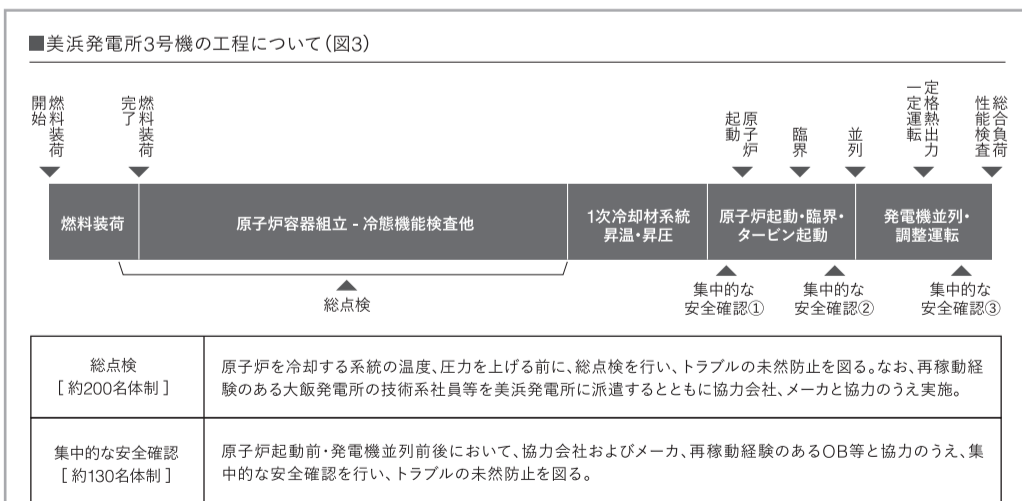 ■美浜発電所3号機の工程について(図3)
燃料装荷
開始
燃料装荷
完了
原子炉
起動
臨界
並列
定格熱出力
一定運転
総合負荷
性能検査
燃料装荷
原子炉容器組立 - 冷態機能検査他
1次冷却材系統
昇温・昇圧
原子炉起動・臨界・
タービン起動
発電機並列・
調整運転
総点検
集中的な
安全確認①
集中的な
安全確認②
集中的な
安全確認③
総点検
[ 約200名体制 ]
原子炉を冷却する系統の温度、圧力を上げる前に、総点検を行い、トラブルの未然防止を図る。なお、再稼動経
験のある大飯発電所の技術系社員等を美浜発電所に派遣するとともに協力会社、メーカと協力のうえ実施。
集中的な安全確認
[ 約130名体制 ]
原子炉起動前・発電機並列前後において、協力会社およびメーカ、再稼動経験のあるOB等と協力のうえ、集
中的な安全確認を行い、トラブルの未然防止を図る。